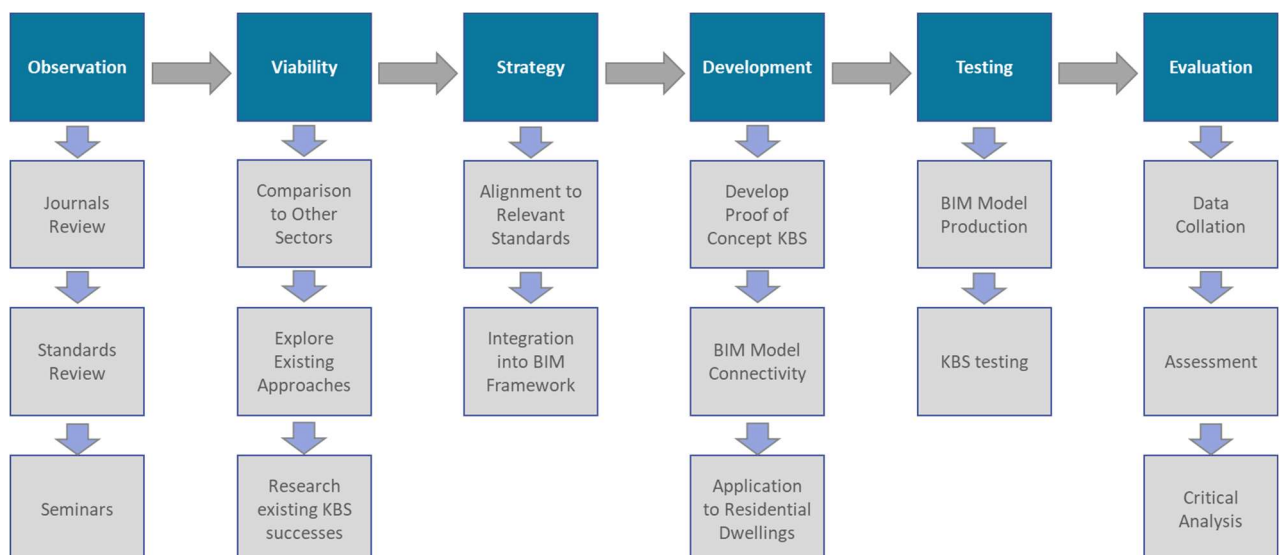 Observation
Viability
Strategy
Development
Testing
Evaluation
Journals
Review
Comparison
to Other
Sectors
Alignment to
Relevant
Standards
Develop
Proof of
Concept KBS
BIM Model
Production
Data
Collation
Standards
Review
Explore
Existing
Approaches
Integration
into BIM
Framework
BIM Model
Connectivity
KBS testing
Assessment
Seminars
Research
existing KBS
successes
Application
to Residential
Dwellings
Critical
Analysis